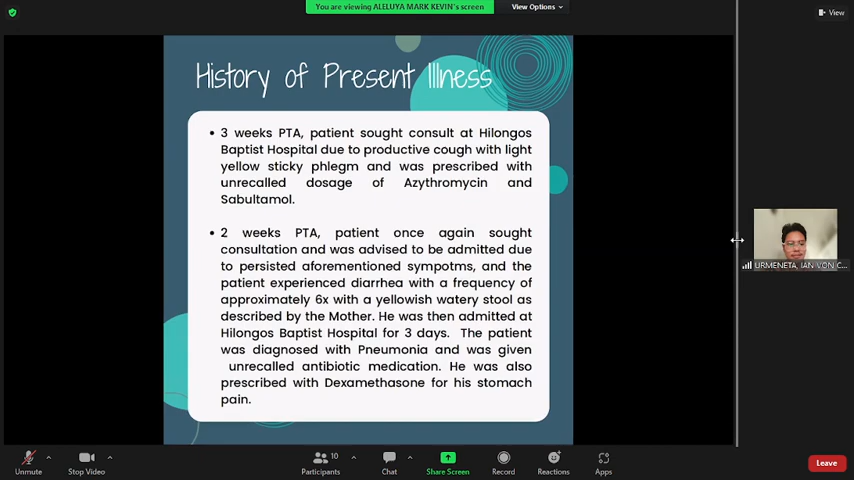 You are viewing ALELUYA MARK KEVIN's screen
View Options
View
History of Present Illness
• 3 weeks PTA, patient sought consult at Hilongos
Baptist Hospital due to productive cough with light
yellow sticky phlegm and was prescribed with
unrecalled dosage of Azythromycin and
Sabultamol.
• 2 weeks PTA, patient once again sought
consultation and was advised to be admitted due
to persisted aforementioned sympotms, and the
patient experienced diarrhea with a frequency of
approximately 6x with a yellowish watery stool as
described by the Mother. He was then admitted at
Hilongos Baptist Hospital for 3 days. The patient
was diagnosed with Pneumonia and was given
unrecalled antibiotic medication. He was also
prescribed with Dexamethasone for his stomach
pain.
URMENETA, IAN VON C...
Unmute
Stop Video
Participants
10
Chat
Share Screen
Record
Reactions
Apps
Leave